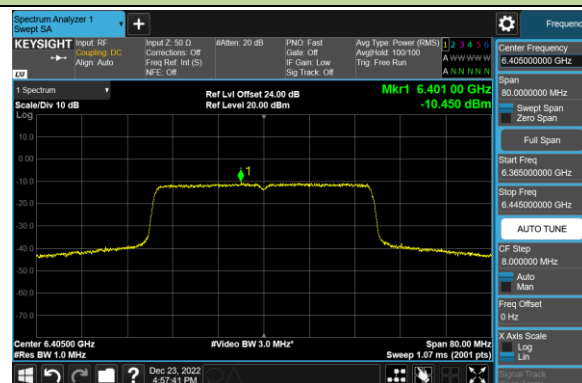 Spectrum Analyzer 1
Swept SA
Frequen
KEYSIGHT
Input: RF
Coupling: DC
Align: Auto
Input Z: 50 Ω
Corrections: Off
Freq Ref: Int (S)
NFE: Off
#Atten: 20 dB
PNO: Fast
Gate: Off
IF Gain: Low
Sig Track: Off
Avg Type: Power (RMS)
Avg|Hold: 100/100
Trig: Free Run
1 2 3 4 5 6
A W W W W W
A N N N N N
LXI
1 Spectrum
Scale/Div 10 dB
Log
Ref Lvl Offset 24.00 dB
Ref Level 20.00 dBm
Mkr1 6.401 00 GHz
-10.450 dBm
10.0
0.00
-10.0
-20.0
-30.0
-40.0
-50.0
-60.0
-70.0
1
Center 6.40500 GHz
#Res BW 1.0 MHz
#Video BW 3.0 MHz*
Span 80.00 MHz
Sweep 1.07 ms (2001 pts)
Center Frequency
6.405000000 GHz
Span
80.0000000 MHz
Swept Span
Zero Span
Full Span
Start Freq
6.365000000 GHz
Stop Freq
6.445000000 GHz
AUTO TUNE
CF Step
8.000000 MHz
Auto
Man
Freq Offset
0 Hz
X Axis Scale
Log
Lin
Signal Track
Dec 23, 2022
4:57:41 PM